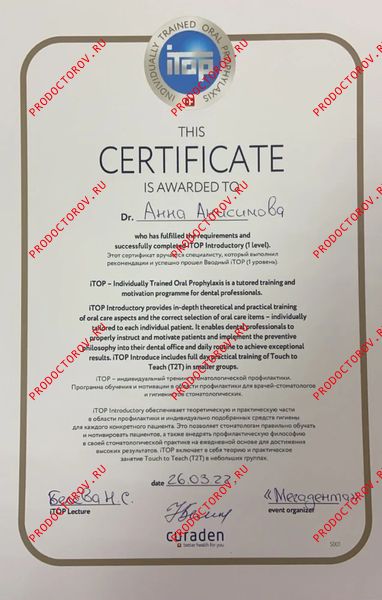 INDIVIDUALLY TRAINED ORAL PROPHYLAXIS
iTOP
THIS
CERTIFICATE
IS AWARDED TO
Dr. Анна Анисимова
who has fulfilled the requirements and
successfully completed iTOP Introductory (1 level).
Этот сертификат вручается специалисту, который выполнил
рекомендации и успешно прошел Вводный iTOP (1 уровень).
iTOP – Individually Trained Oral Prophylaxis is a tutored training and
motivation programme for dental professionals.
iTOP Introductory provides in-depth theoretical and practical training
of oral care aspects and the correct selection of oral care items – individually
tailored to each individual patient. It enables dental professionals to
properly instruct and motivate patients and implement the preventive
philosophy into their dental office and daily routine to achieve exceptional
results. iTOP Introduce includes full day practical training of Touch to
Teach (T2T) in smaller groups.
iTOP – индивидуальный тренинг стоматологической профилактики.
Программа обучения и мотивации в области профилактики для врачей-стоматологов
и гигиенистов стоматологических.
iTOP Introductory обеспечивает теоретическую и практическую части
в области профилактики и индивидуально подобранных средств гигиены
для каждого конкретного пациента. Это позволяет стоматологам правильно обучать
и мотивировать пациентов, а также внедрять профилактическую философию
в своей стоматологической практике на ежедневной основе для достижения
высоких результатов. iTOP включает в себя теорию и практическое
занятие Touch to Teach (T2T) в небольших группах.
date 26.03.22.
Белова Н.С.
«Мегадента»
iTOP Lecture
event organizer
curaden
better health for you
S001
PRODOCTOROV.RU